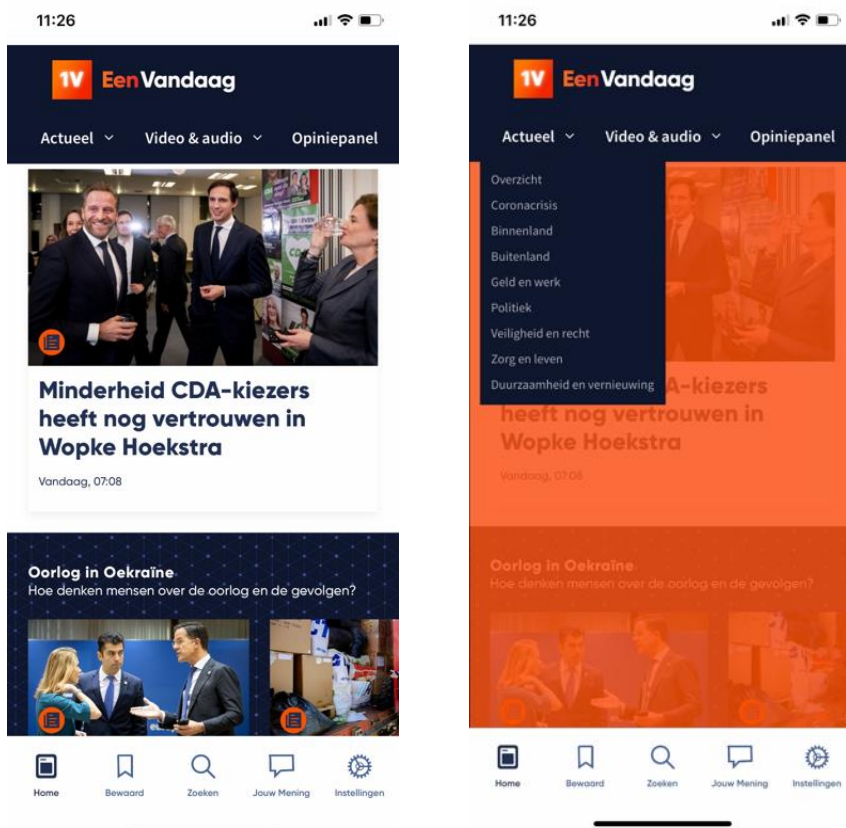 11:26
1V EenVandaag
Actueel Video & audio Opiniepanel
CDA
Minderheid CDA-kiezers
heeft nog vertrouwen in
Wopke Hoekstra
Vandaag, 07:08
Oorlog in Oekraïne
Hoe denken mensen over de oorlog en de gevolgen?
Home Bewaard Zoeken Jouw Mening Instellingen
11:26
1V EenVandaag
Actueel Video & audio Opiniepanel
Overzicht
Coronacrisis
Binnenland
Buitenland
Geld en werk
Politiek
Veiligheid en recht
Zorg en leven
Duurzaamheid en vernieuwing
A-kiezers
heeft nog vertrouwen in
Wopke Hoekstra
Vandaag, 07:08
Oorlog in Oekraïne
Hoe denken mensen over de oorlog en de gevolgen?
Home Bewaard Zoeken Jouw Mening Instellingen